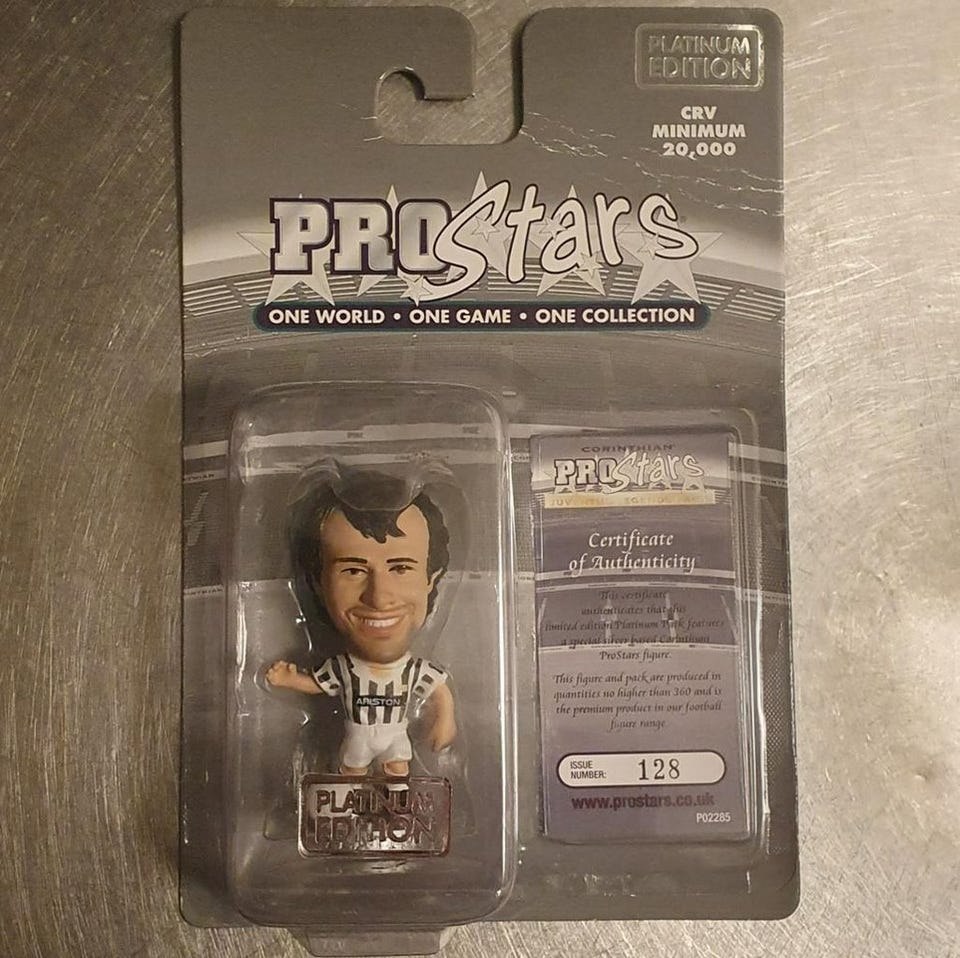 PLATINUM
EDITION
CRV
MINIMUM
20,000
PROStars
ONE WORLD • ONE GAME • ONE COLLECTION
CORINTHIAN
PROStars
Certificate
of Authenticity
This certificate
authenticates that this
limited edition Platinum Pack features
a special silver based Corinthian
ProStars figure.
This figure and pack are produced in
quantities no higher than 360 and is
the premium product in our football
figure range.
ISSUE
NUMBER: 128
www.prostars.co.uk
P02285
ARISTON
PLATINUM
EDITION